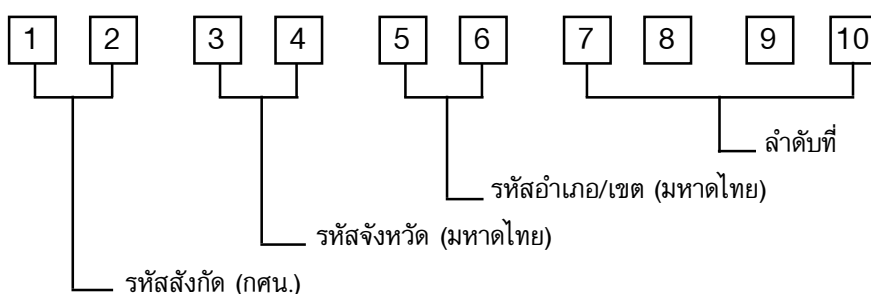 1 2 3 4 5 6 7 8 9 10
ลำดับที่
รหัสอำเภอ/เขต (มหาดไทย)
รหัสจังหวัด (มหาดไทย)
รหัสสังกัด (กศน.)